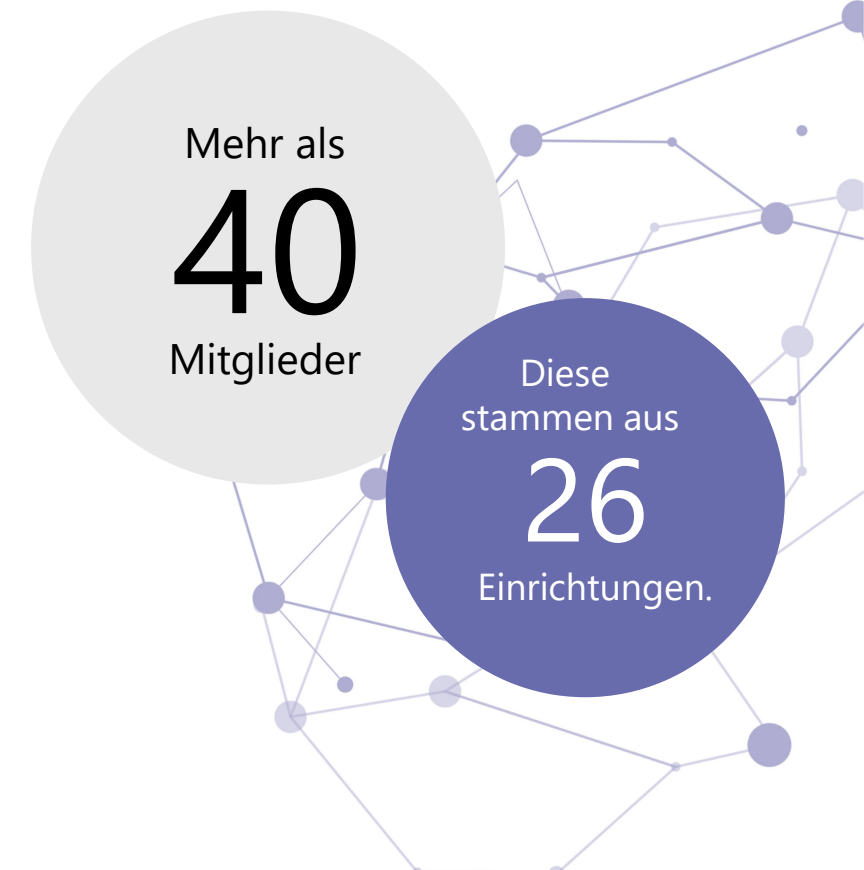 Mehr als
40
Mitglieder
Diese
stammen aus
26
Einrichtungen.